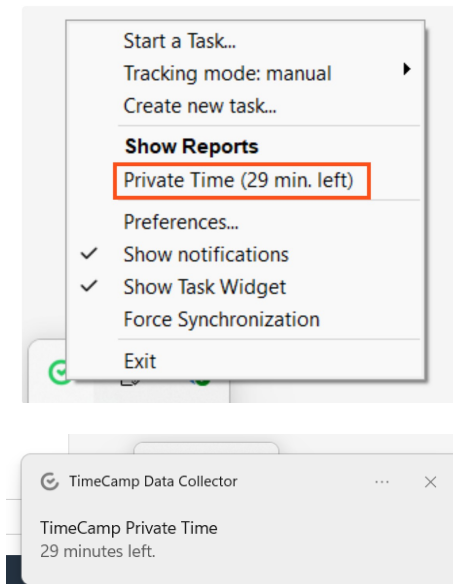 Start a Task...
Tracking mode: manual
Create new task...
Show Reports
Private Time (29 min. left)
Preferences...
Show notifications
Show Task Widget
Force Synchronization
Exit
TimeCamp Data Collector
TimeCamp Private Time
29 minutes left.